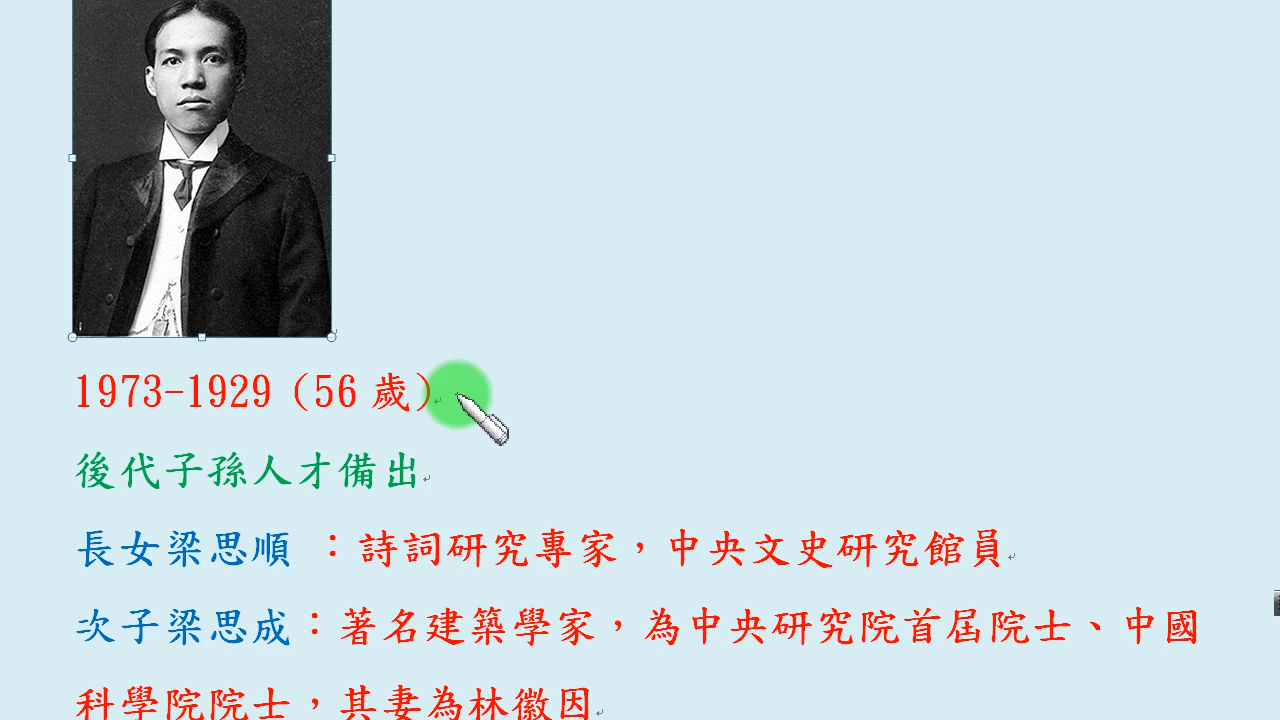 1973-1929（56 歲）
後代子孫人才備出
長女梁思順 ：詩詞研究專家，中央文史研究館員
次子梁思成：著名建築學家，為中央研究院首屆院士、中國
科學院院士，其妻為林徽因